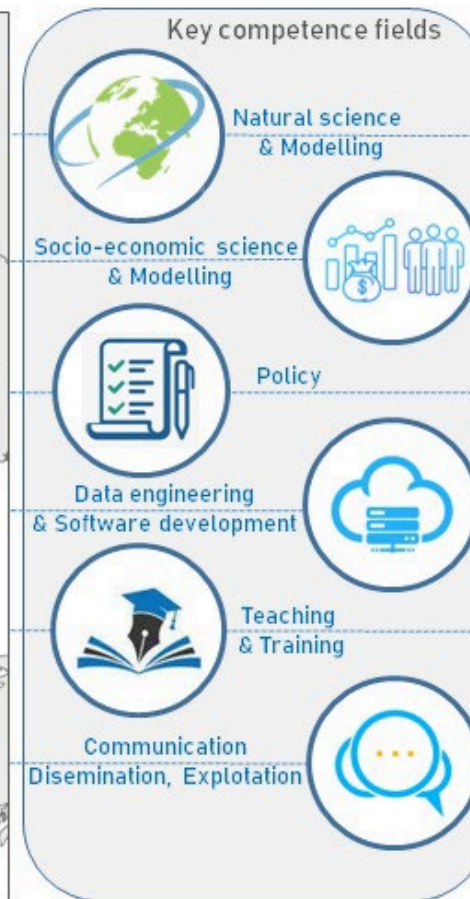 Key competence fields
Natural science
& Modelling
Socio-economic science
& Modelling
$
Policy
Data engineering
& Software development
Teaching
& Training
Communication
Disemination, Explotation